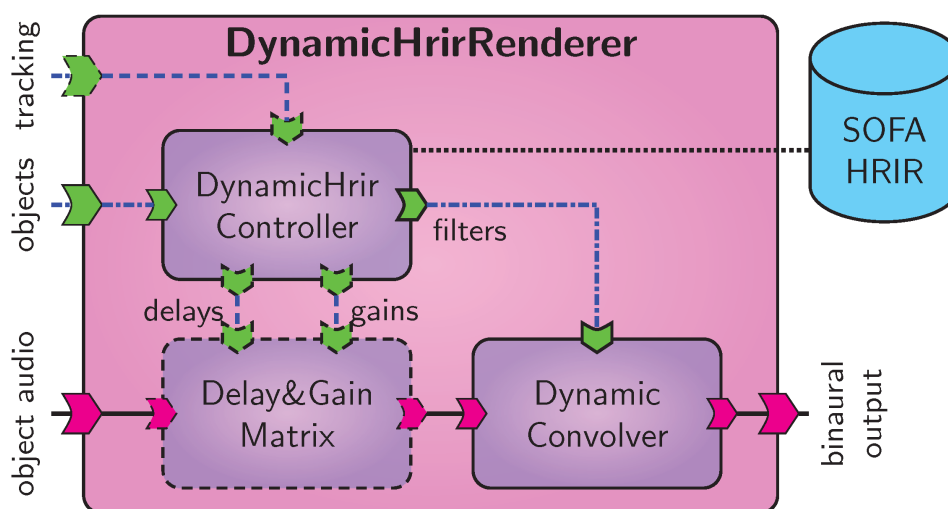 DynamicHrirRenderer
tracking
SOFA
HRIR
DynamicHrir
Controller
objects
filters
delays
gains
object audio
Delay&Gain
Matrix
Dynamic
Convolver
binaural
output